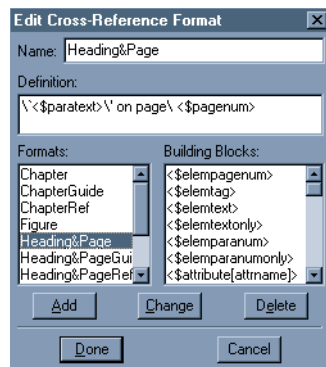 Edit Cross-Reference Format
Name: Heading&Page
Definition:
\`<$paratext>\' on page\ <$pagenum>
Formats:
Chapter
ChapterGuide
ChapterRef
Figure
Heading&Page
Heading&PageGui
Heading&PageRef
Building Blocks:
<$elempagenum>
<$elemtag>
<$elemtext>
<$elemtextonly>
<$elemparanum>
<$elemparanumonly>
<$attribute[attrname]>
Add Change Delete
Done Cancel